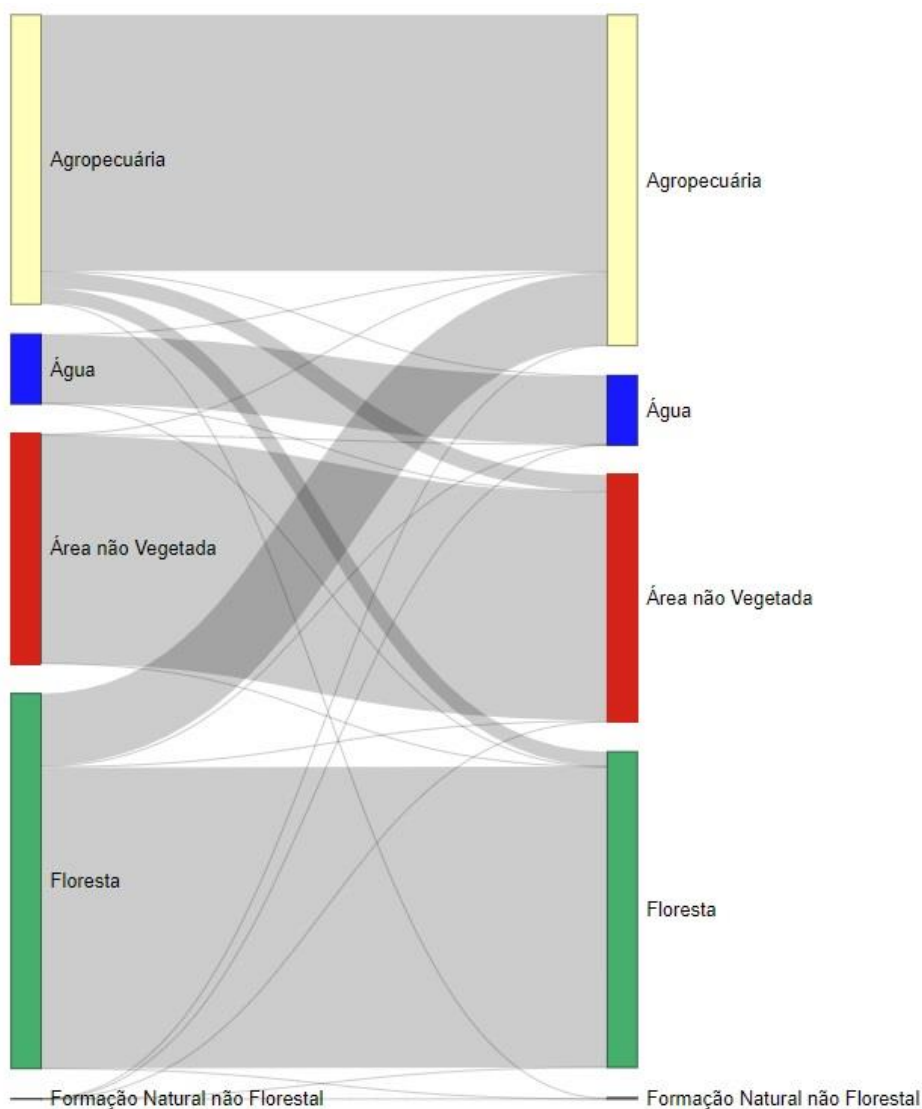 Agropecuária
Água
Área não Vegetada
Floresta
Formação Natural não Florestal
Agropecuária
Água
Área não Vegetada
Floresta
Formação Natural não Florestal